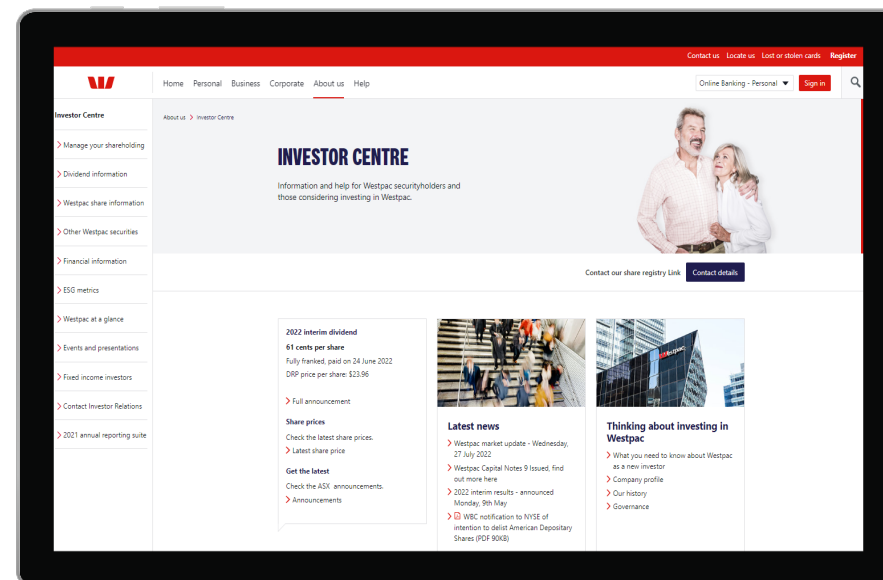 Contact us Locate us Lost or stolen cards Register
Home Personal Business Corporate About us Help
Online Banking - Personal
Sign in
Investor Centre
Manage your shareholding
Dividend information
Westpac share information
Other Westpac securities
Financial information
ESG metrics
Westpac at a glance
Events and presentations
Fixed income investors
Contact Investor Relations
2021 annual reporting suite
About us > Investor Centre
INVESTOR CENTRE
Information and help for Westpac securityholders and
those considering investing in Westpac.
Contact our share registry Link
Contact details
2022 interim dividend
61 cents per share
Fully franked, paid on 24 June 2022
DRP price per share: $23.96
Full announcement
Share prices
Check the latest share prices.
Latest share price
Get the latest
Check the ASX announcements.
Announcements
Latest news
Westpac market update - Wednesday,
27 July 2022
Westpac Capital Notes 9 Issued, find
out more here
2022 interim results - announced
Monday, 9th May
WBC notification to NYSE of
intention to delist American Depositary
Shares (PDF 90KB)
Westpac
Thinking about investing in
Westpac
What you need to know about Westpac
as a new investor
Company profile
Our history
Governance